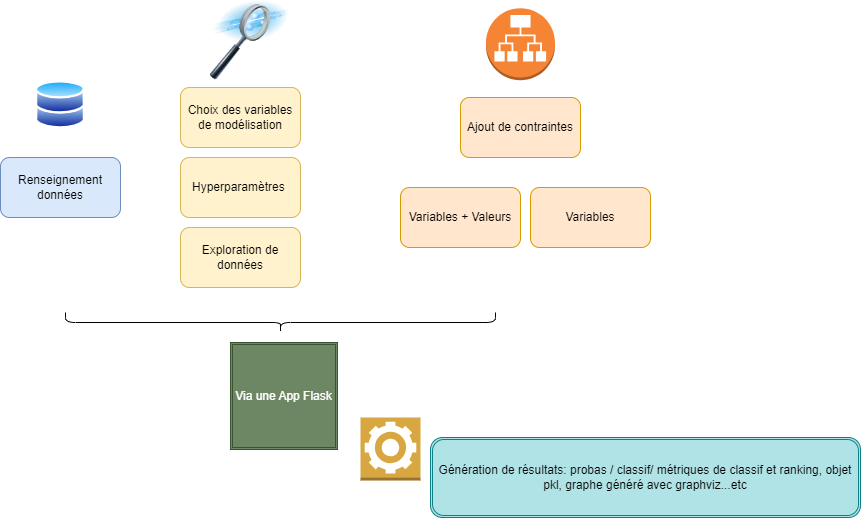 Choix des variables
de modélisation
Ajout de contraintes
Renseignement
données
Hyperparamètres
Variables + Valeurs
Variables
Exploration de
données
Via une App Flask
Génération de résultats: probas / classif/ métriques de classif et ranking, objet
pkl, graphe généré avec graphviz...etc